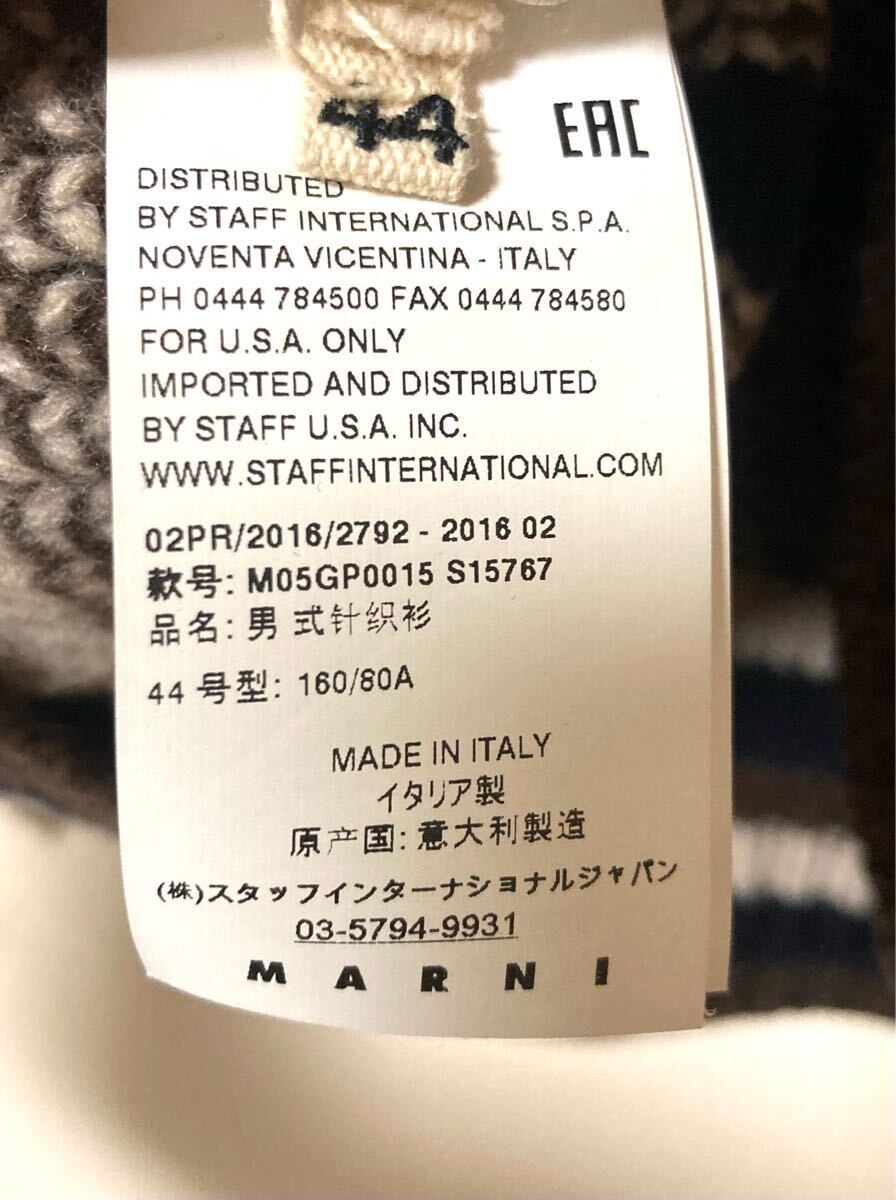 44
EAC
DISTRIBUTED
BY STAFF INTERNATIONAL S.P.A.
NOVENTA VICENTINA - ITALY
PH 0444 784500 FAX 0444 784580
FOR U.S.A. ONLY
IMPORTED AND DISTRIBUTED
BY STAFF U.S.A. INC.
WWW.STAFFINTERNATIONAL.COM
02PR/2016/2792 - 2016 02
款号: M05GP0015 S15767
品名: 男 式针织衫
44 号型: 160/80A
MADE IN ITALY
イタリア製
原产国: 意大利製造
(株)スタッフインターナショナルジャパン
03-5794-9931
MARNI